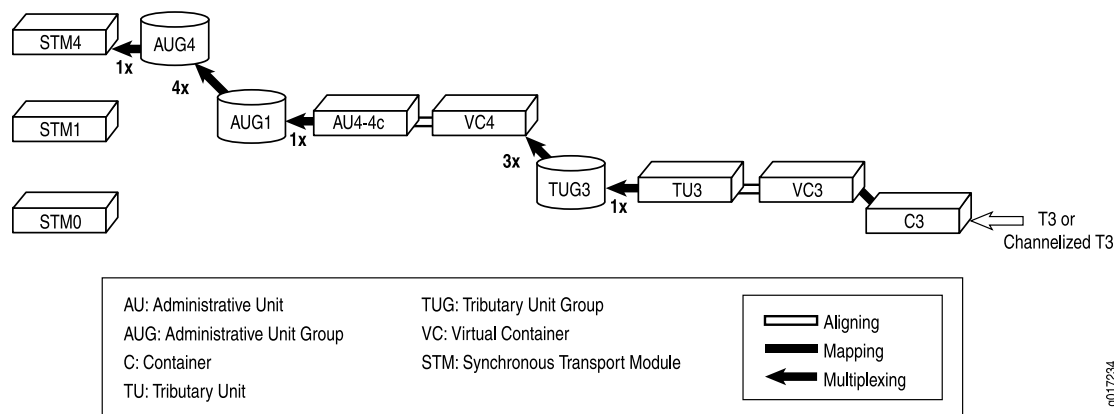 STM4
AUG4
1x
4x
STM1
AUG1
1x
AU4-4c
VC4
3x
STM0
TUG3
1x
TU3
VC3
C3
T3 or
Channelized T3
AU: Administrative Unit
AUG: Administrative Unit Group
C: Container
TU: Tributary Unit
TUG: Tributary Unit Group
VC: Virtual Container
STM: Synchronous Transport Module
Aligning
Mapping
Multiplexing
g017234